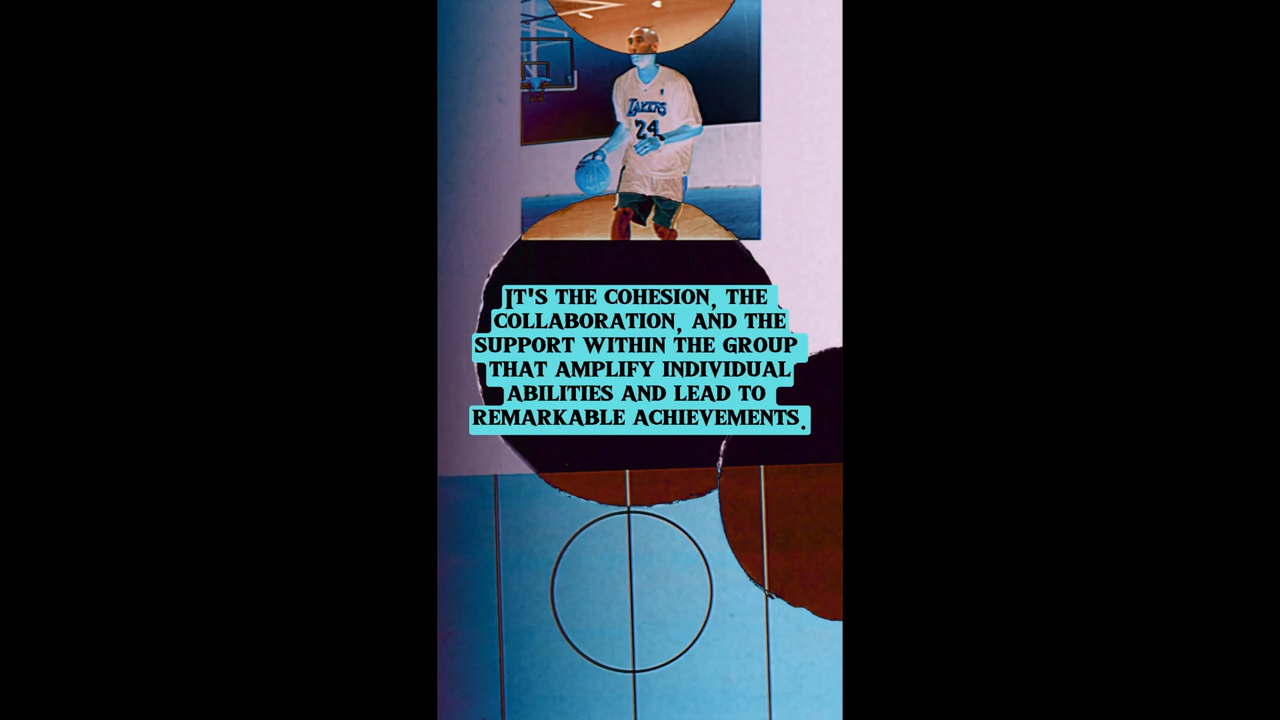 LAKERS
24
IT'S THE COHESION, THE
COLLABORATION, AND THE
SUPPORT WITHIN THE GROUP
THAT AMPLIFY INDIVIDUAL
ABILITIES AND LEAD TO
REMARKABLE ACHIEVEMENTS.